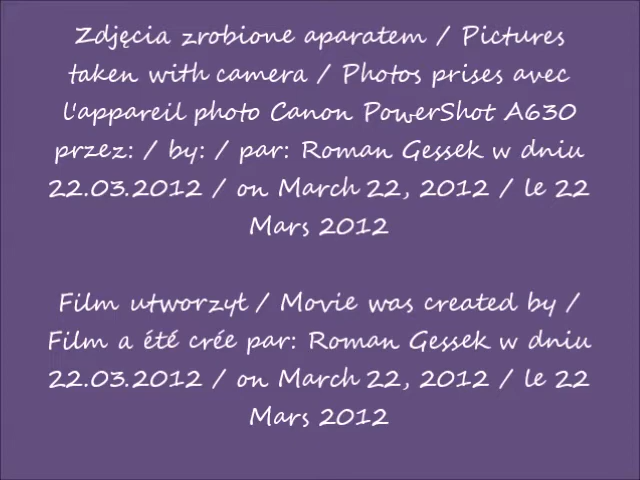 Zdjęcia zrobione aparatem / Pictures
taken with camera / Photos prises avec
l'appareil photo Canon PowerShot A630
przez: / by: / par: Roman Gessek w dniu
22.03.2012 / on March 22, 2012 / le 22
Mars 2012
Film utworzył / Movie was created by /
Film a été crée par: Roman Gessek w dniu
22.03.2012 / on March 22, 2012 / le 22
Mars 2012